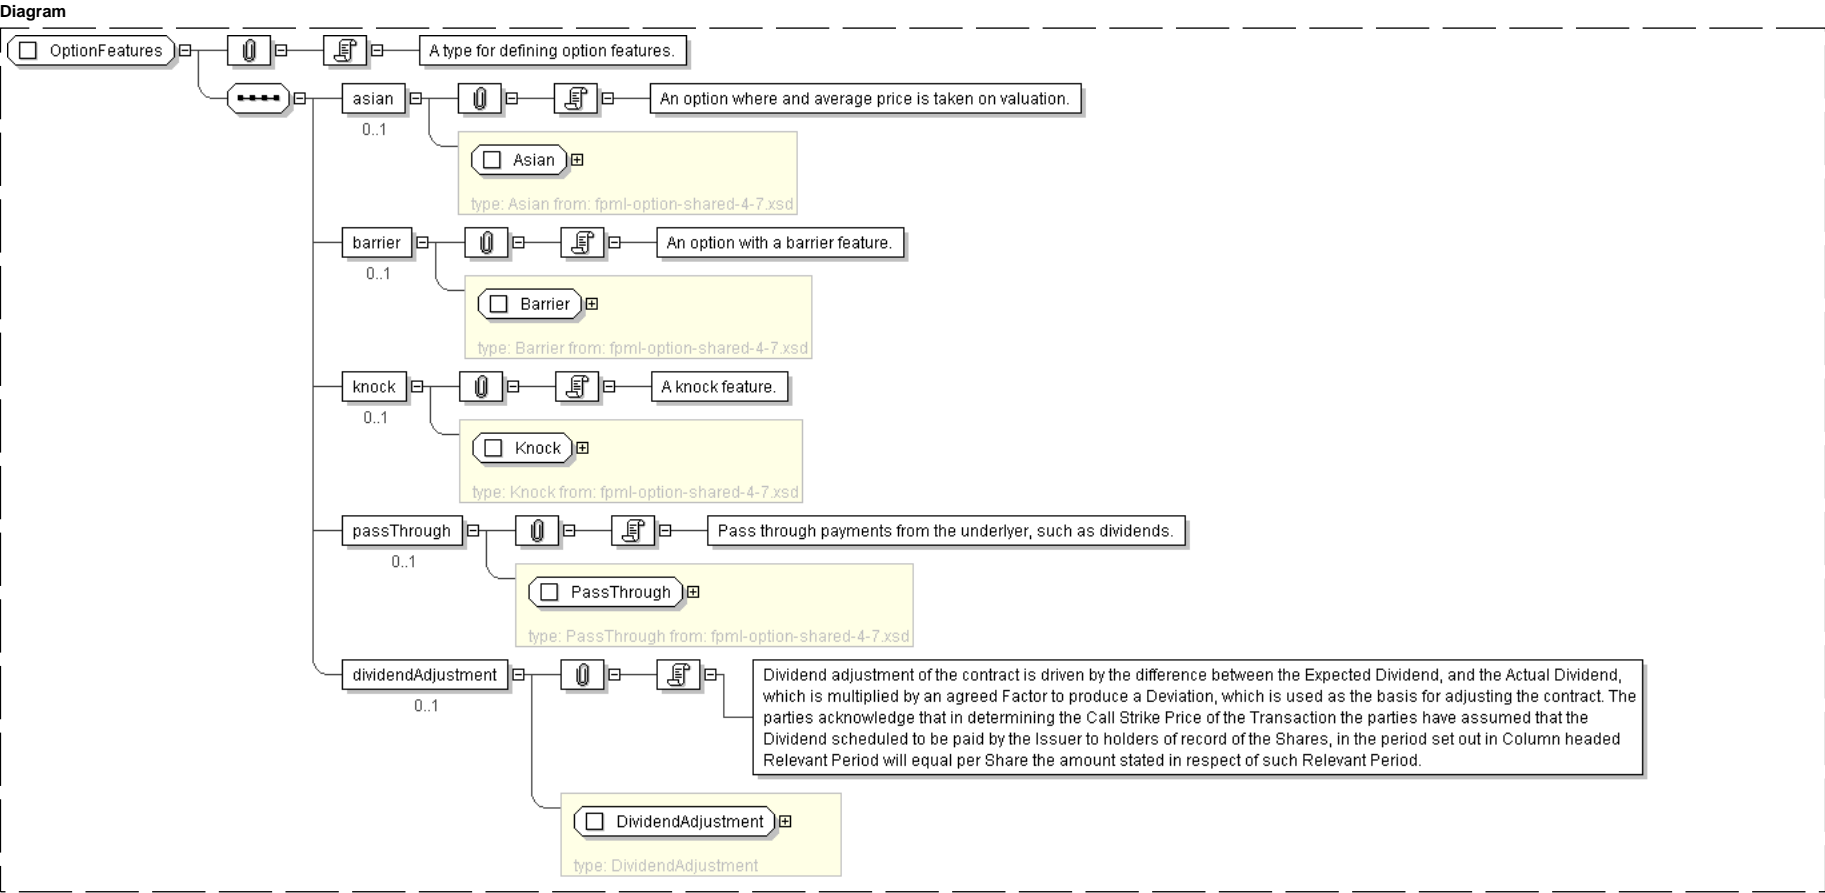 Diagram
OptionFeatures
A type for defining option features.
asian
An option where and average price is taken on valuation.
0..1
Asian
type: Asian from: fpml-option-shared-4-7.xsd
barrier
An option with a barrier feature.
0..1
Barrier
type: Barrier from: fpml-option-shared-4-7.xsd
knock
A knock feature.
0..1
Knock
type: Knock from: fpml-option-shared-4-7.xsd
passThrough
Pass through payments from the underlyer, such as dividends.
0..1
PassThrough
type: PassThrough from: fpml-option-shared-4-7.xsd
dividendAdjustment
0..1
Dividend adjustment of the contract is driven by the difference between the Expected Dividend, and the Actual Dividend,
which is multiplied by an agreed Factor to produce a Deviation, which is used as the basis for adjusting the contract. The
parties acknowledge that in determining the Call Strike Price of the Transaction the parties have assumed that the
Dividend scheduled to be paid by the Issuer to holders of record of the Shares, in the period set out in Column headed
Relevant Period will equal per Share the amount stated in respect of such Relevant Period.
DividendAdjustment
type: DividendAdjustment